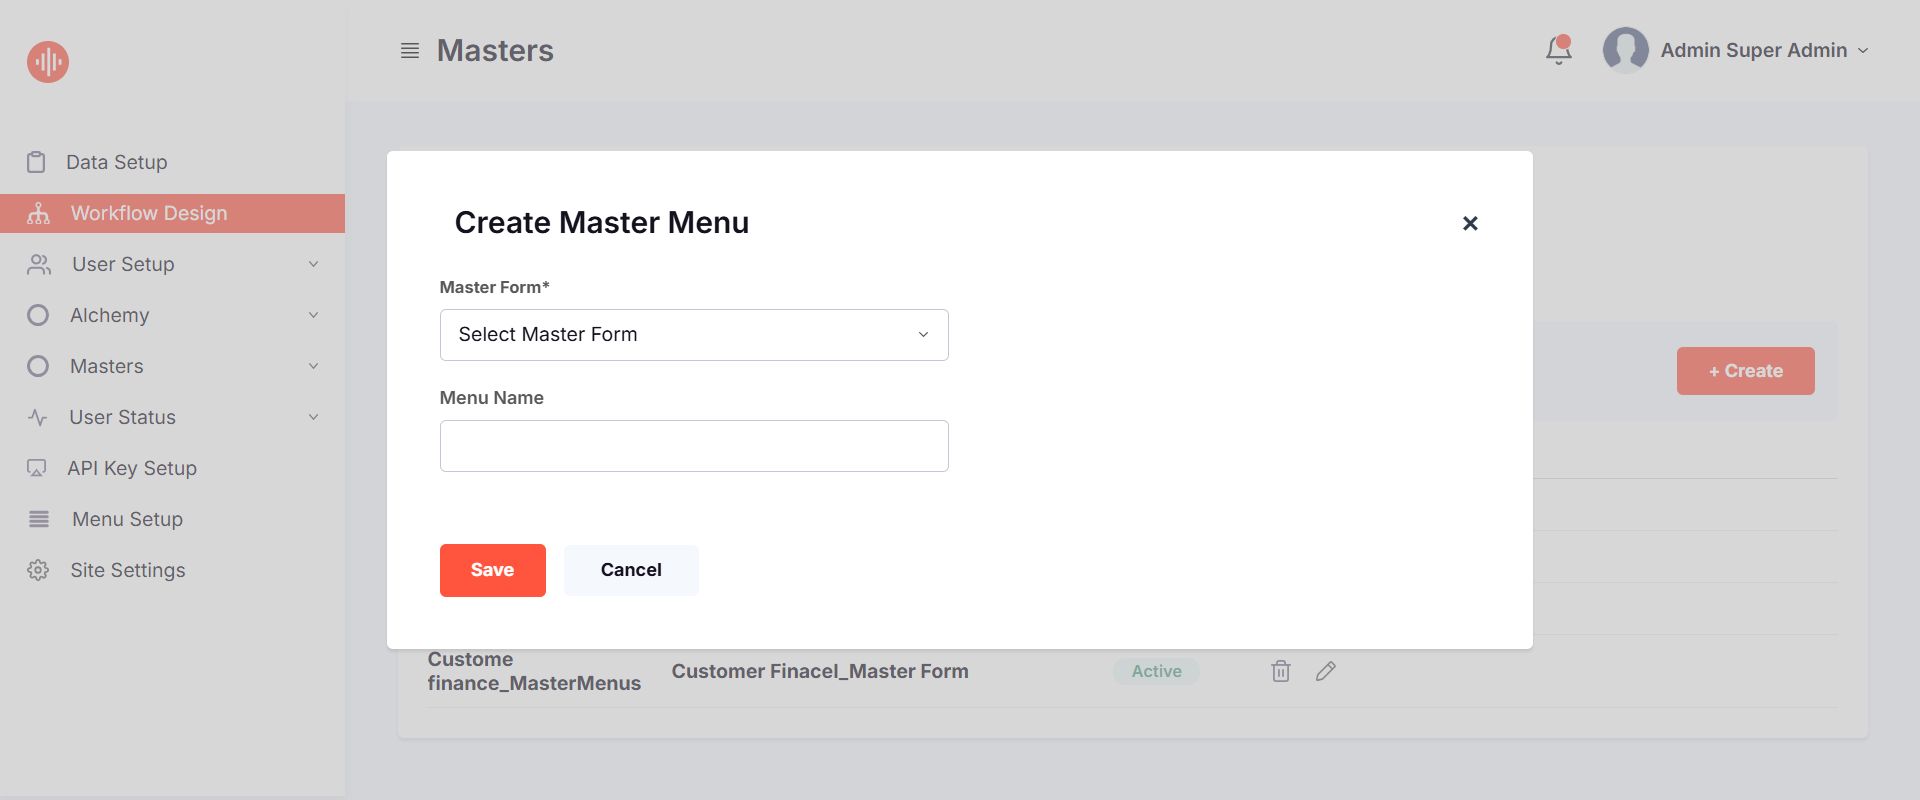 Masters
Admin Super Admin
Data Setup
Workflow Design
User Setup
Alchemy
Masters
User Status
API Key Setup
Menu Setup
Site Settings
Create Master Menu
Master Form*
Select Master Form
Menu Name
Save
Cancel
+ Create
Custome
finance_MasterMenus
Customer Finacel_Master Form
Active